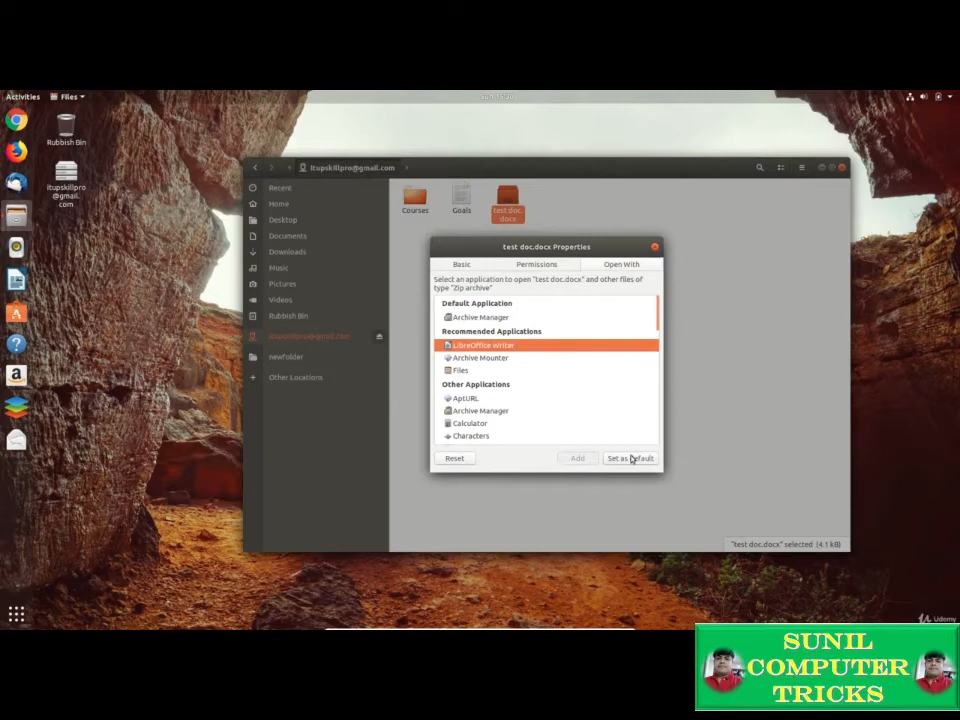 Activities
Files
Rubbish Bin
itupskillpro
@gmail.
com
itupskillpro@gmail.com
Recent
Home
Desktop
Documents
Downloads
Music
Pictures
Videos
Rubbish Bin
itupskillpro@gmail.com
newfolder
Other Locations
Courses
Goals
test doc.
docx
test doc.docx Properties
Basic
Permissions
Open With
Select an application to open "test doc.docx" and other files of
type "Zip archive"
Default Application
Archive Manager
Recommended Applications
LibreOffice Writer
Archive Mounter
Files
Other Applications
AptURL
Archive Manager
Calculator
Characters
Reset
Add
Set as default
"test doc.docx" selected (4.1 kB)
Udemy
SUNIL
COMPUTER
TRICKS